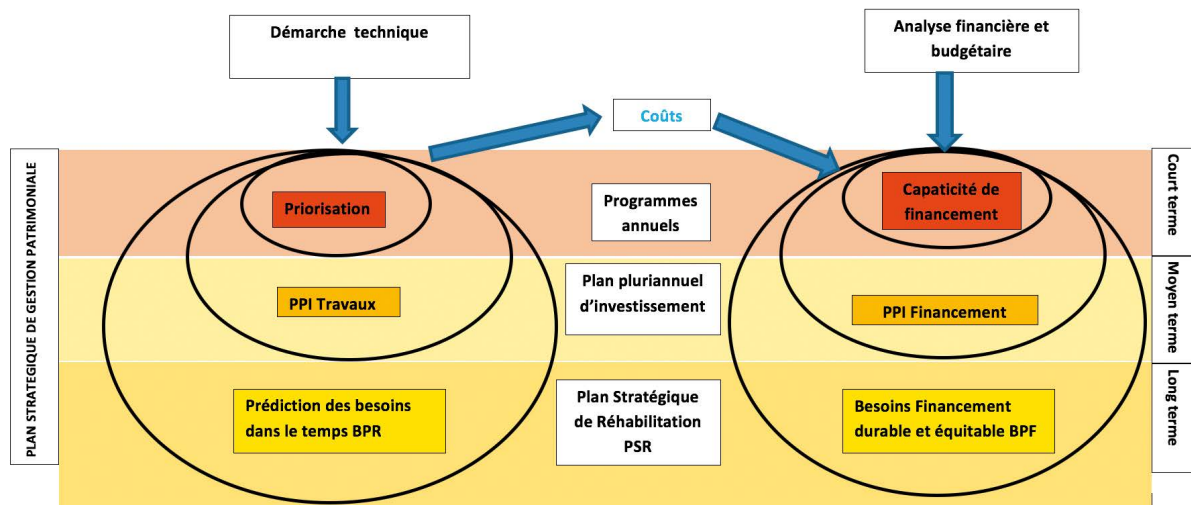 Démarche technique
Analyse financière et
budgétaire
Coûts
PLAN STRATEGIQUE DE GESTION PATRIMONIALE
Court terme
Priorisation
Programmes
annuels
Capaticité de
financement
Moyen terme
PPI Travaux
Plan pluriannuel
d’investissement
PPI Financement
Long terme
Prédiction des besoins
dans le temps BPR
Plan Stratégique
de Réhabilitation
PSR
Besoins Financement
durable et équitable BPF